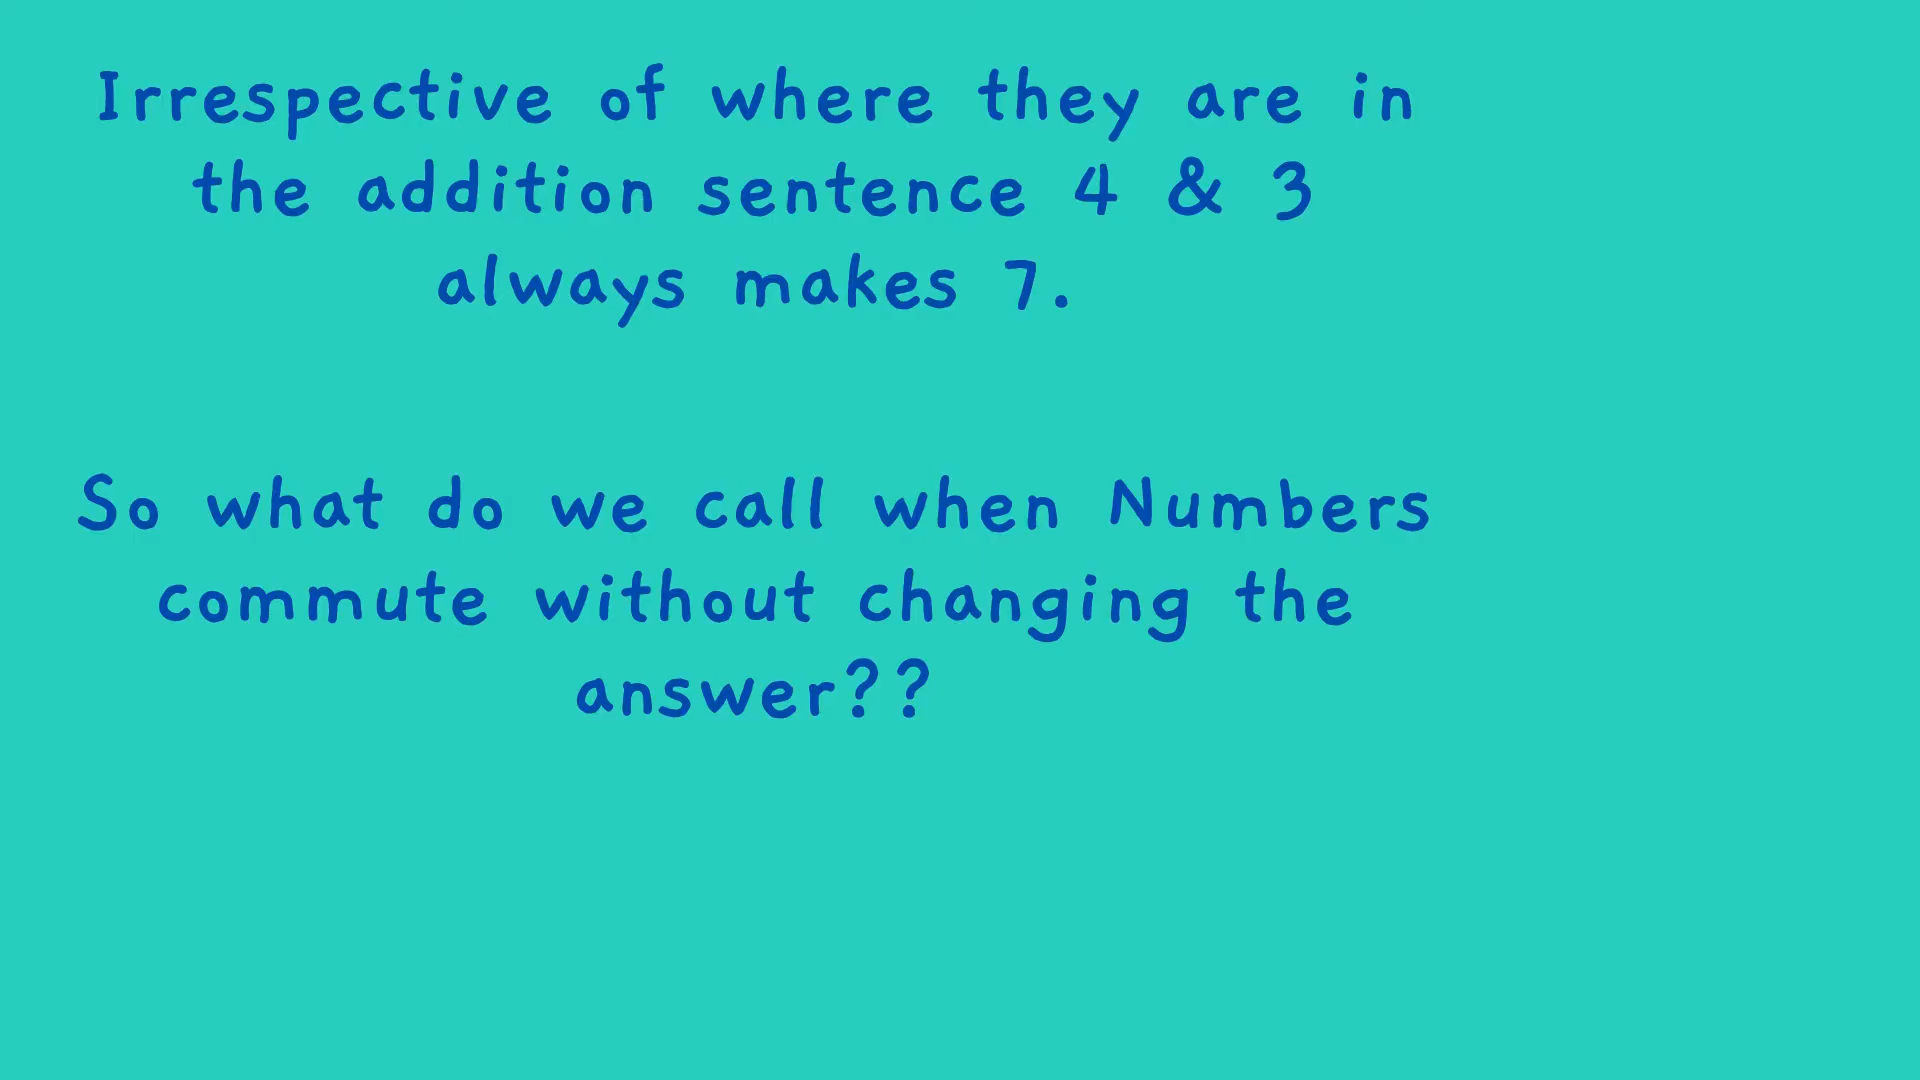 Irrespective of where they are in
the addition sentence 4 & 3
always makes 7.
So what do we call when Numbers
commute without changing the
answer??